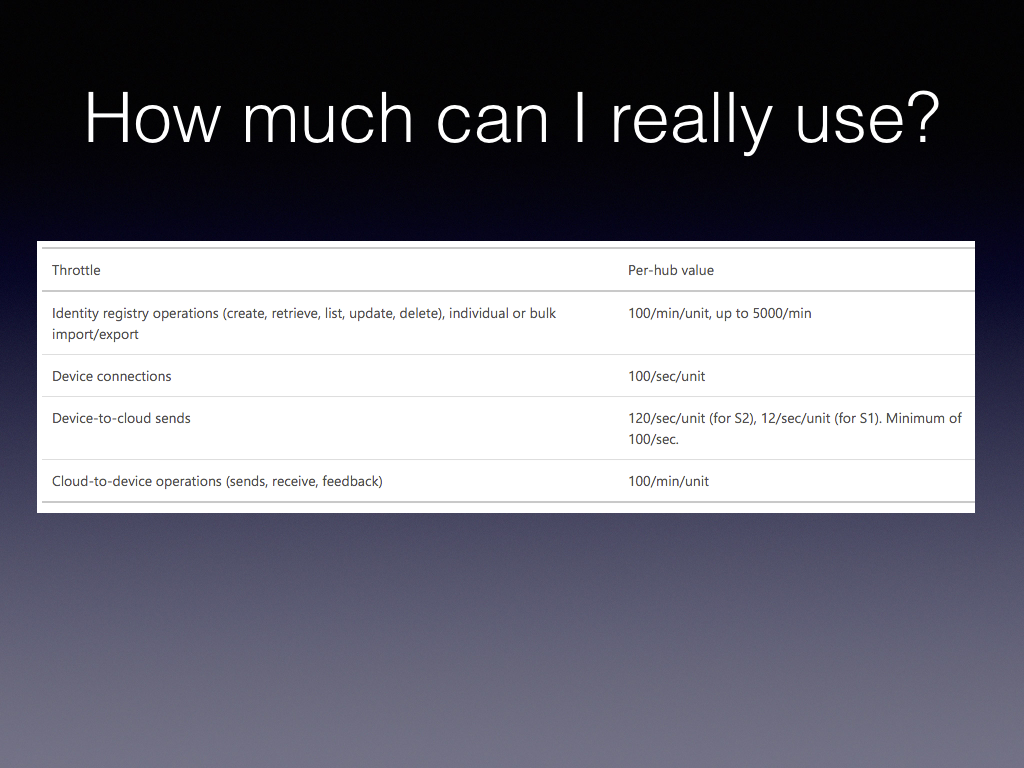 How much can I really use?
Throttle
Per-hub value
Identity registry operations (create, retrieve, list, update, delete), individual or bulk
import/export
100/min/unit, up to 5000/min
Device connections
100/sec/unit
Device-to-cloud sends
120/sec/unit (for S2), 12/sec/unit (for S1). Minimum of
100/sec.
Cloud-to-device operations (sends, receive, feedback)
100/min/unit